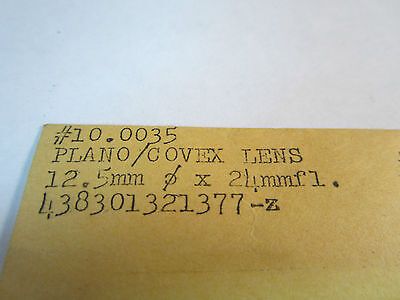 #10.0035
PLANO/COVEX LENS
12.5mm ø x 24mmfl.
438301321377-z